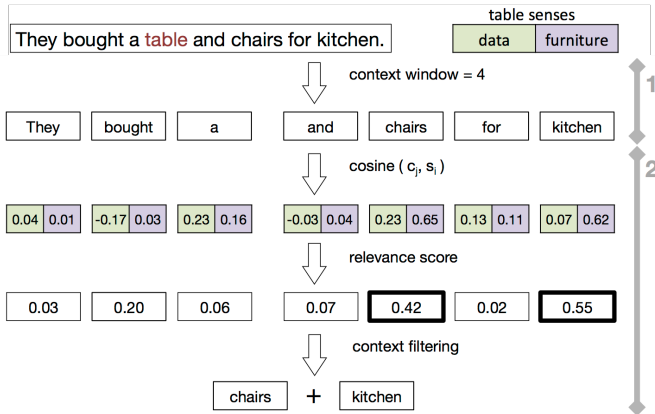 table senses
They bought a table and chairs for kitchen.
data furniture
context window = 4
1
They bought a and chairs for kitchen
cosine ( cj, si )
2
0.04 0.01 -0.17 0.03 0.23 0.16 -0.03 0.04 0.23 0.65 0.13 0.11 0.07 0.62
relevance score
0.03 0.20 0.06 0.07 0.42 0.02 0.55
context filtering
chairs + kitchen